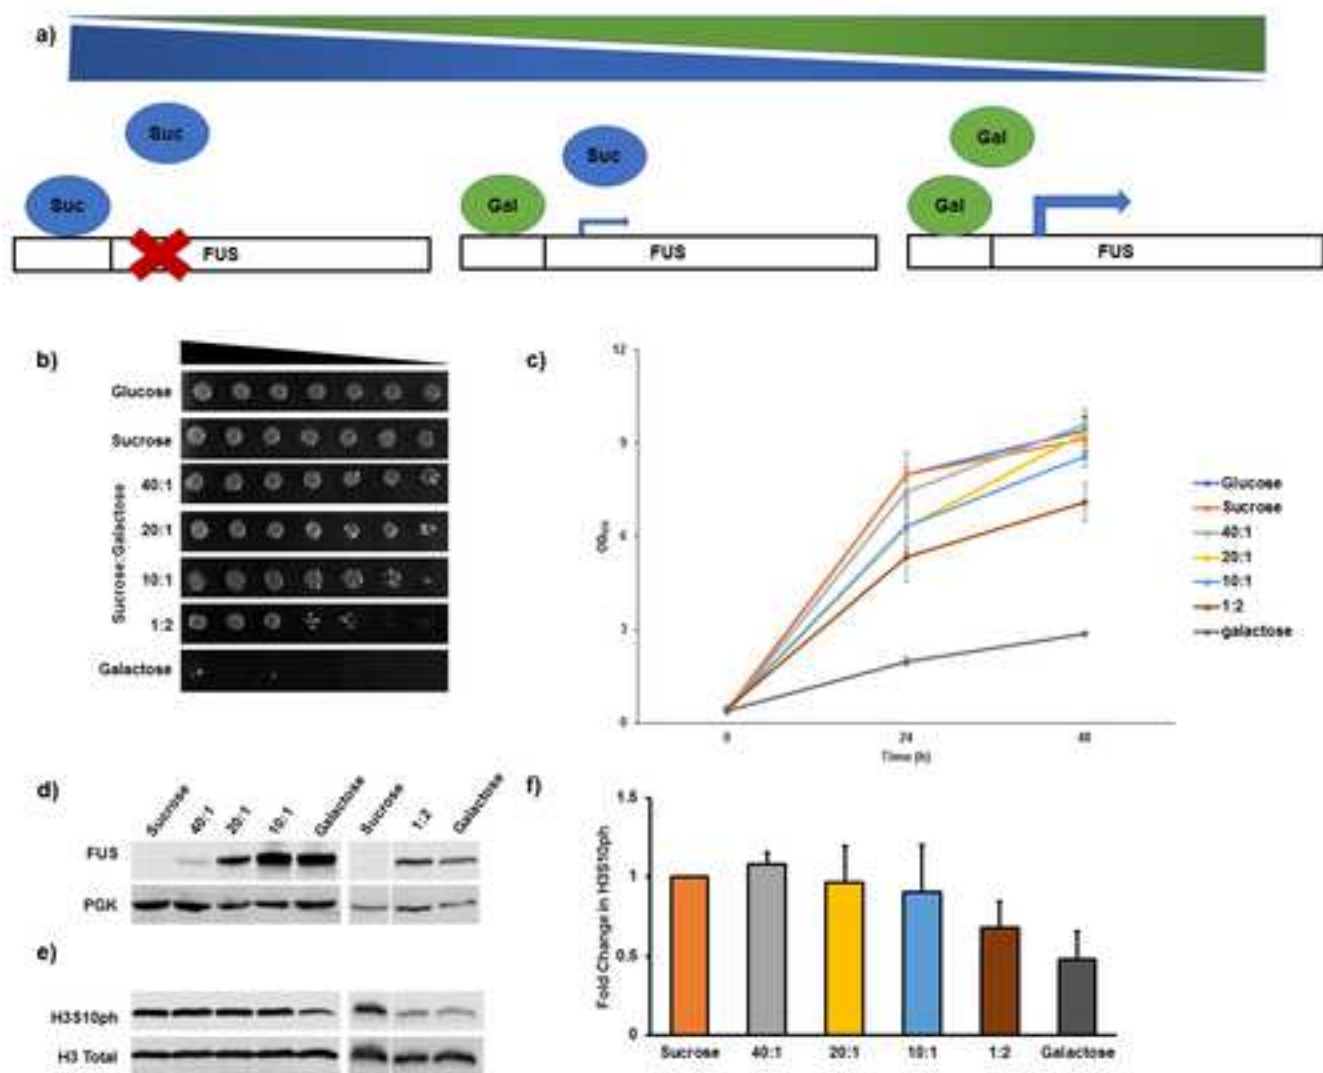 a)
Suc
Suc
FUS
Gal
Suc
FUS
Gal
Gal
FUS
b)
Glucose
Sucrose
Sucrose:Galactose
40:1
20:1
10:1
1:2
Galactose
c)
12
9
6
3
0
0 24 48
Time (h)
Glucose
Sucrose
40:1
20:1
10:1
1:2
galactose
d)
Sucrose 40:1 20:1 10:1 Galactose Sucrose 1:2 Galactose
FUS
PGK
e)
H3S10ph
H3 Total
f)
Fold Change in H3S10ph
1.5
1
0.5
0
Sucrose 40:1 20:1 10:1 1:2 Galactose